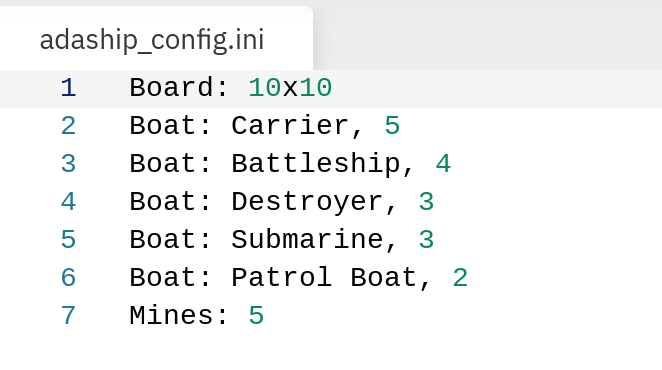 adaship_config.ini
1 Board: 10x10
2 Boat: Carrier, 5
3 Boat: Battleship, 4
4 Boat: Destroyer, 3
5 Boat: Submarine, 3
6 Boat: Patrol Boat, 2
7 Mines: 5